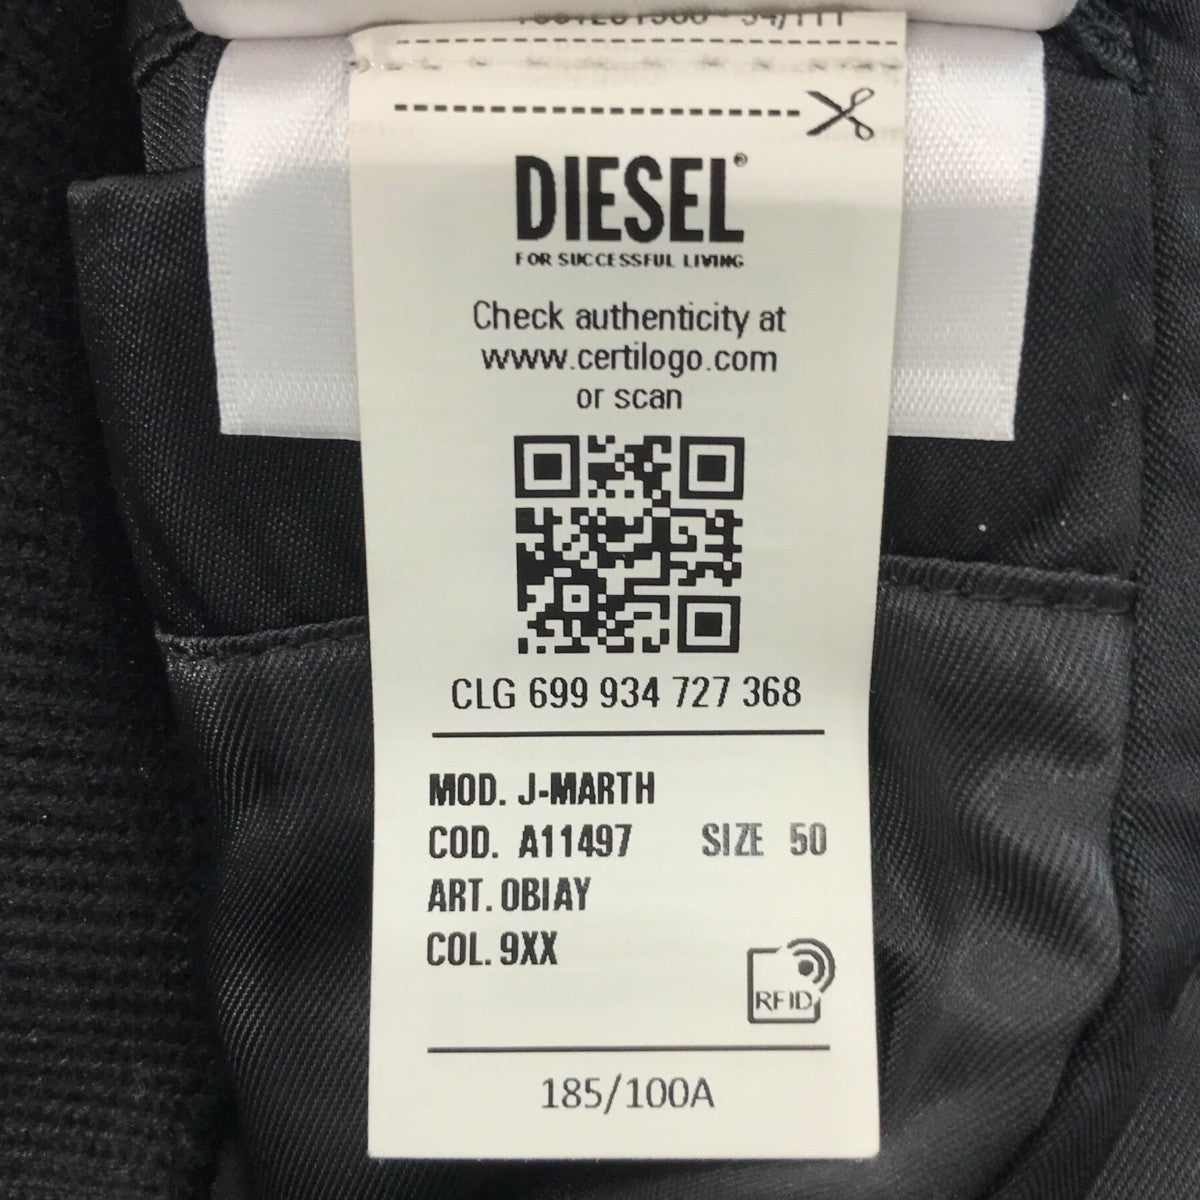 DIESEL®
FOR SUCCESSFUL LIVING
Check authenticity at
www.certilogo.com
or scan
CLG 699 934 727 368
MOD. J-MARTH
COD. A11497 SIZE 50
ART. 0BIAY
COL. 9XX
RFID
185/100A